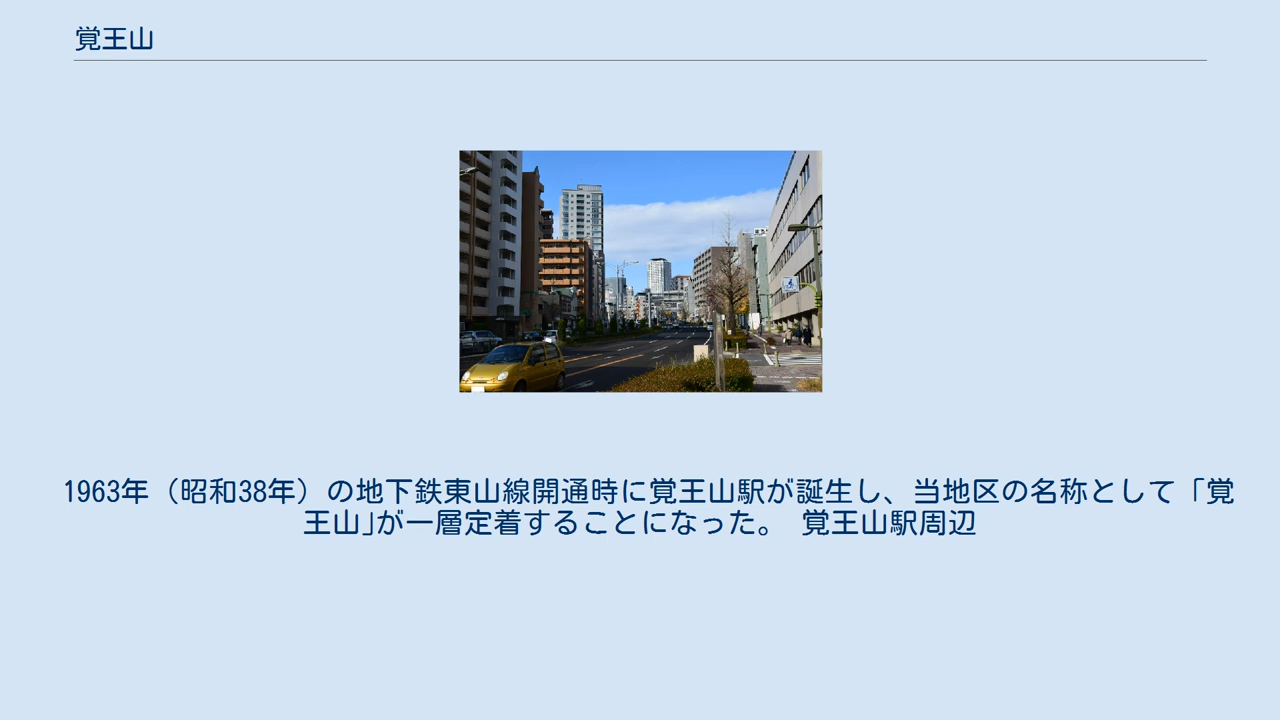 覚王山
1963年（昭和38年）の地下鉄東山線開通時に覚王山駅が誕生し、当地区の名称として「覚
王山」が一層定着することになった。 覚王山駅周辺